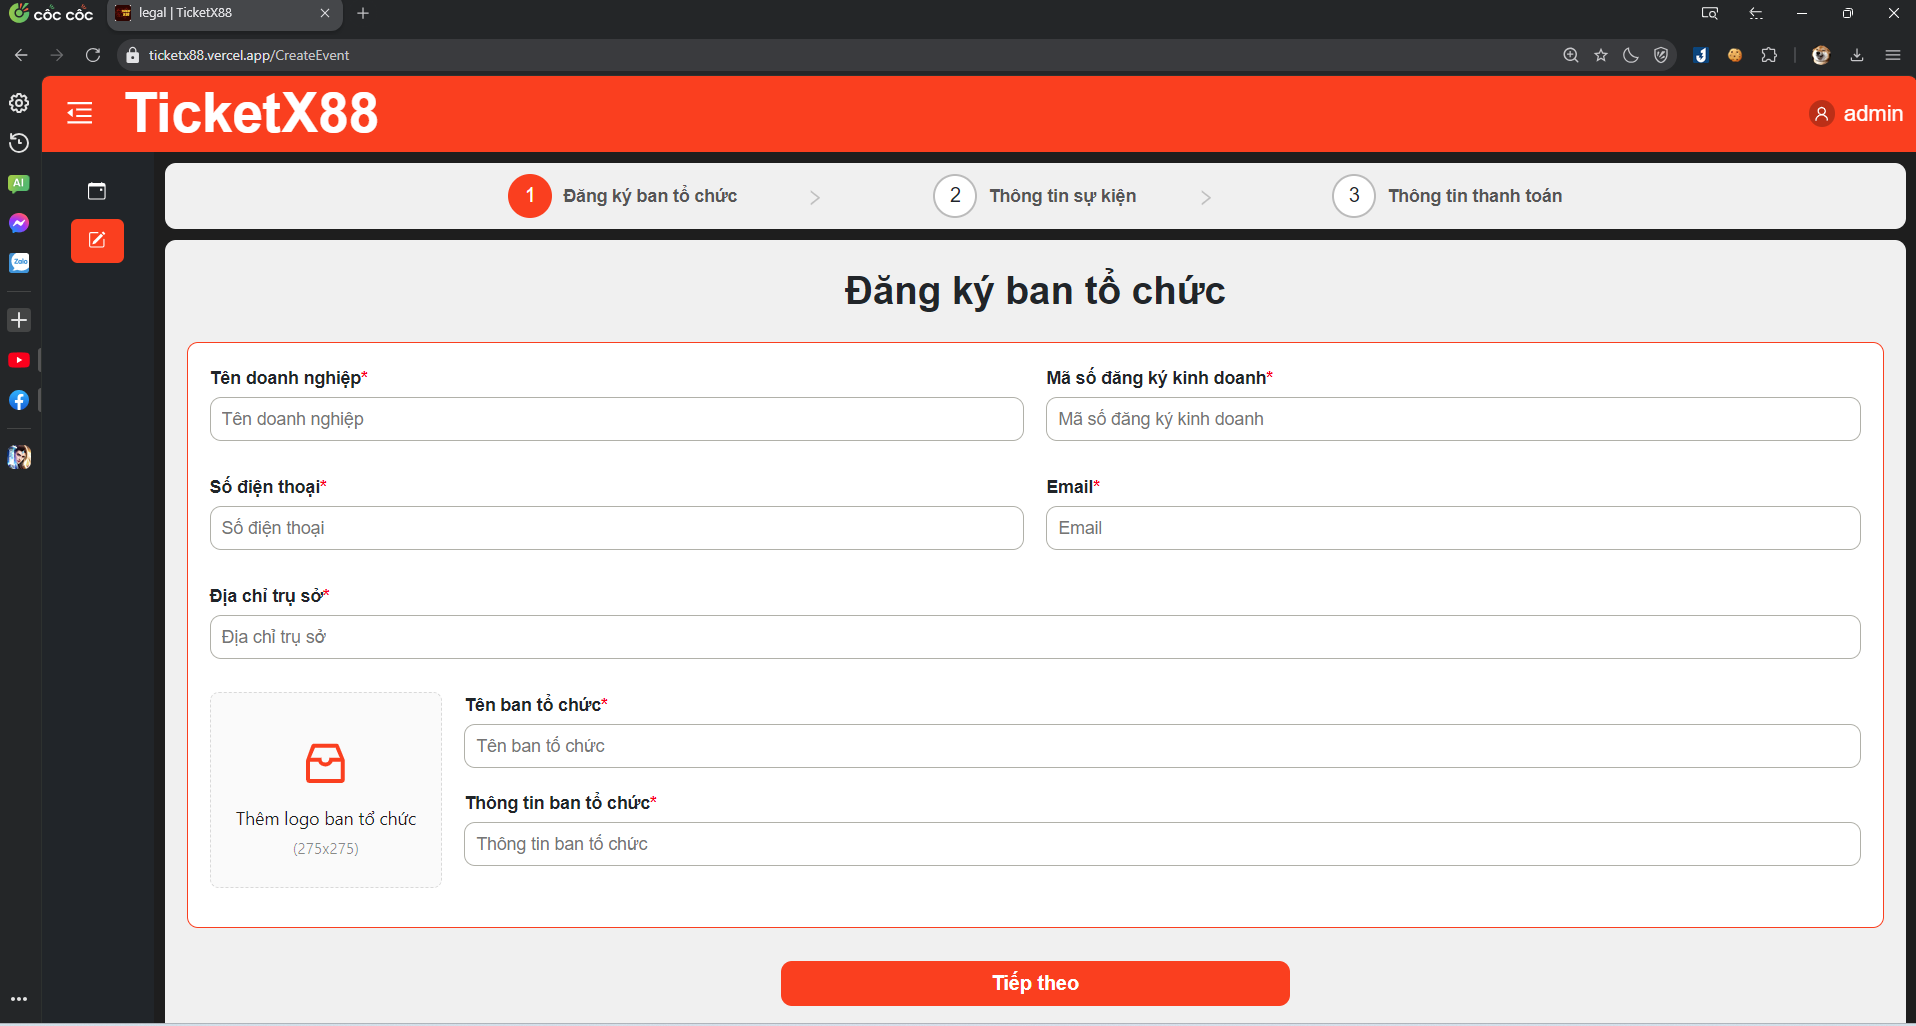 cốc cốc
legal | TicketX88
ticketx88.vercel.app/CreateEvent
TicketX88
admin
AI
Zalo
1 Đăng ký ban tổ chức
2 Thông tin sự kiện
3 Thông tin thanh toán
Đăng ký ban tổ chức
Tên doanh nghiệp*
Mã số đăng ký kinh doanh*
Tên doanh nghiệp
Mã số đăng ký kinh doanh
Số điện thoại*
Email*
Số điện thoại
Email
Địa chỉ trụ sở*
Địa chỉ trụ sở
Tên ban tổ chức*
Tên ban tổ chức
Thêm logo ban tổ chức
(275x275)
Thông tin ban tổ chức*
Thông tin ban tổ chức
Tiếp theo